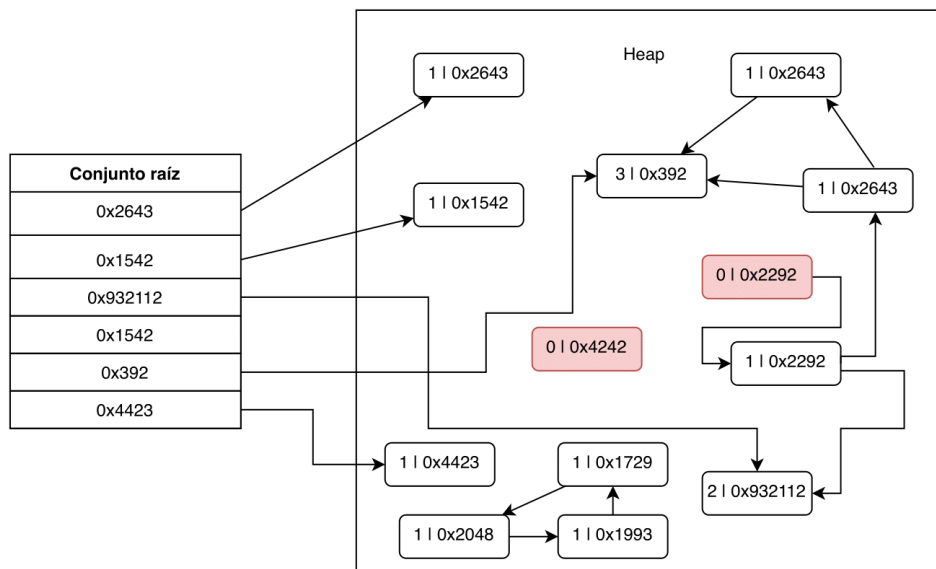 Heap
1 | 0x2643
1 | 0x2643
Conjunto raíz
3 | 0x392
1 | 0x2643
0x2643
1 | 0x1542
0x1542
0 | 0x2292
0x932112
0x1542
0 | 0x4242
1 | 0x2292
0x392
0x4423
1 | 0x4423
1 | 0x1729
2 | 0x932112
1 | 0x2048
1 | 0x1993